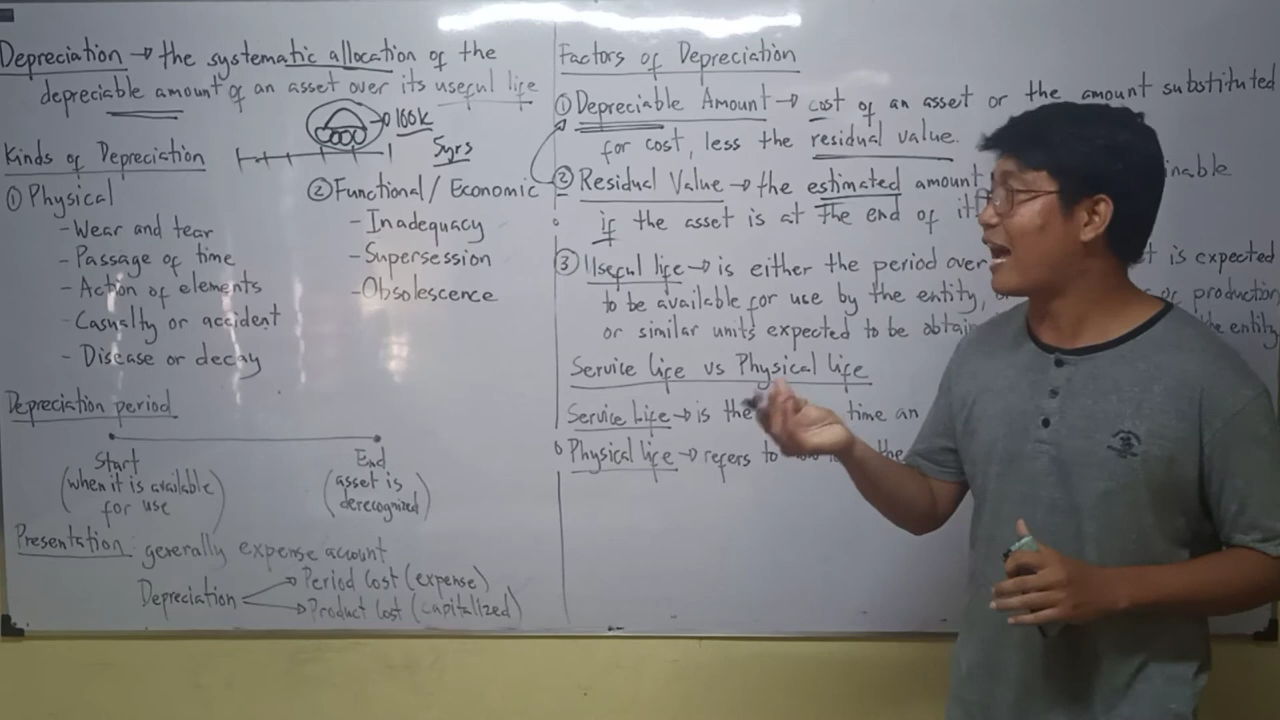 Depreciation → the systematic allocation of the
depreciable amount of an asset over its useful life
100k
5yrs
Kinds of Depreciation
① Physical
- Wear and tear
- Passage of time
- Action of elements
- Casualty or accident
- Disease or decay
② Functional / Economic
- Inadequacy
- Supersession
- Obsolescence
Depreciation period
Start
(when it is available
for use)
End
(asset is
derecognized)
Presentation: generally expense account
Depreciation
→ Period Cost (expense)
→ Product Cost (capitalized)
Factors of Depreciation
① Depreciable Amount → cost of an asset or the amount substituted
for cost, less the residual value.
② Residual Value → the estimated amount
if the asset is at the end of
③ Useful life → is either the period over is expected
to be available for use by the entity, or production
or similar units expected to be the entity
Service life vs Physical life
Service Life → is the time an
Physical life → refers to the